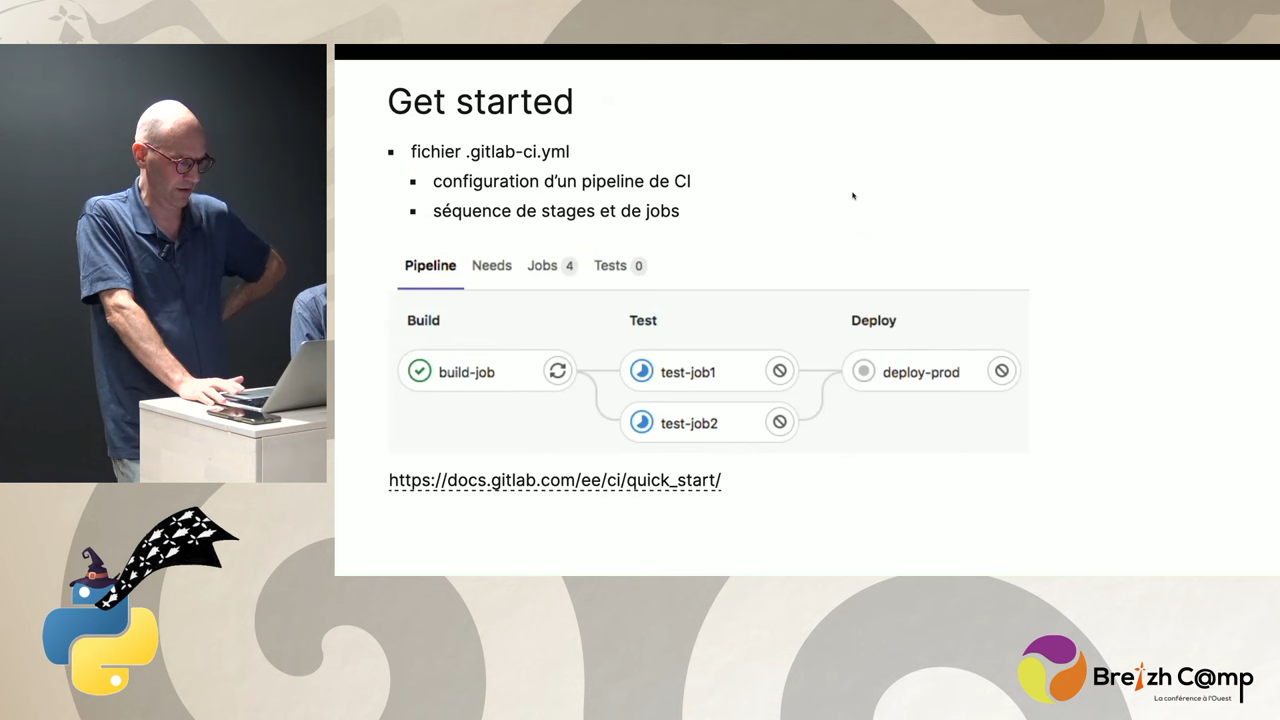 Get started
▪ fichier .gitlab-ci.yml
▪ configuration d’un pipeline de CI
▪ séquence de stages et de jobs
Pipeline Needs Jobs 4 Tests 0
Build Test Deploy
build-job test-job1 deploy-prod
test-job2
https://docs.gitlab.com/ee/ci/quick_start/
Breizh C@mp
La conférence à l'Ouest